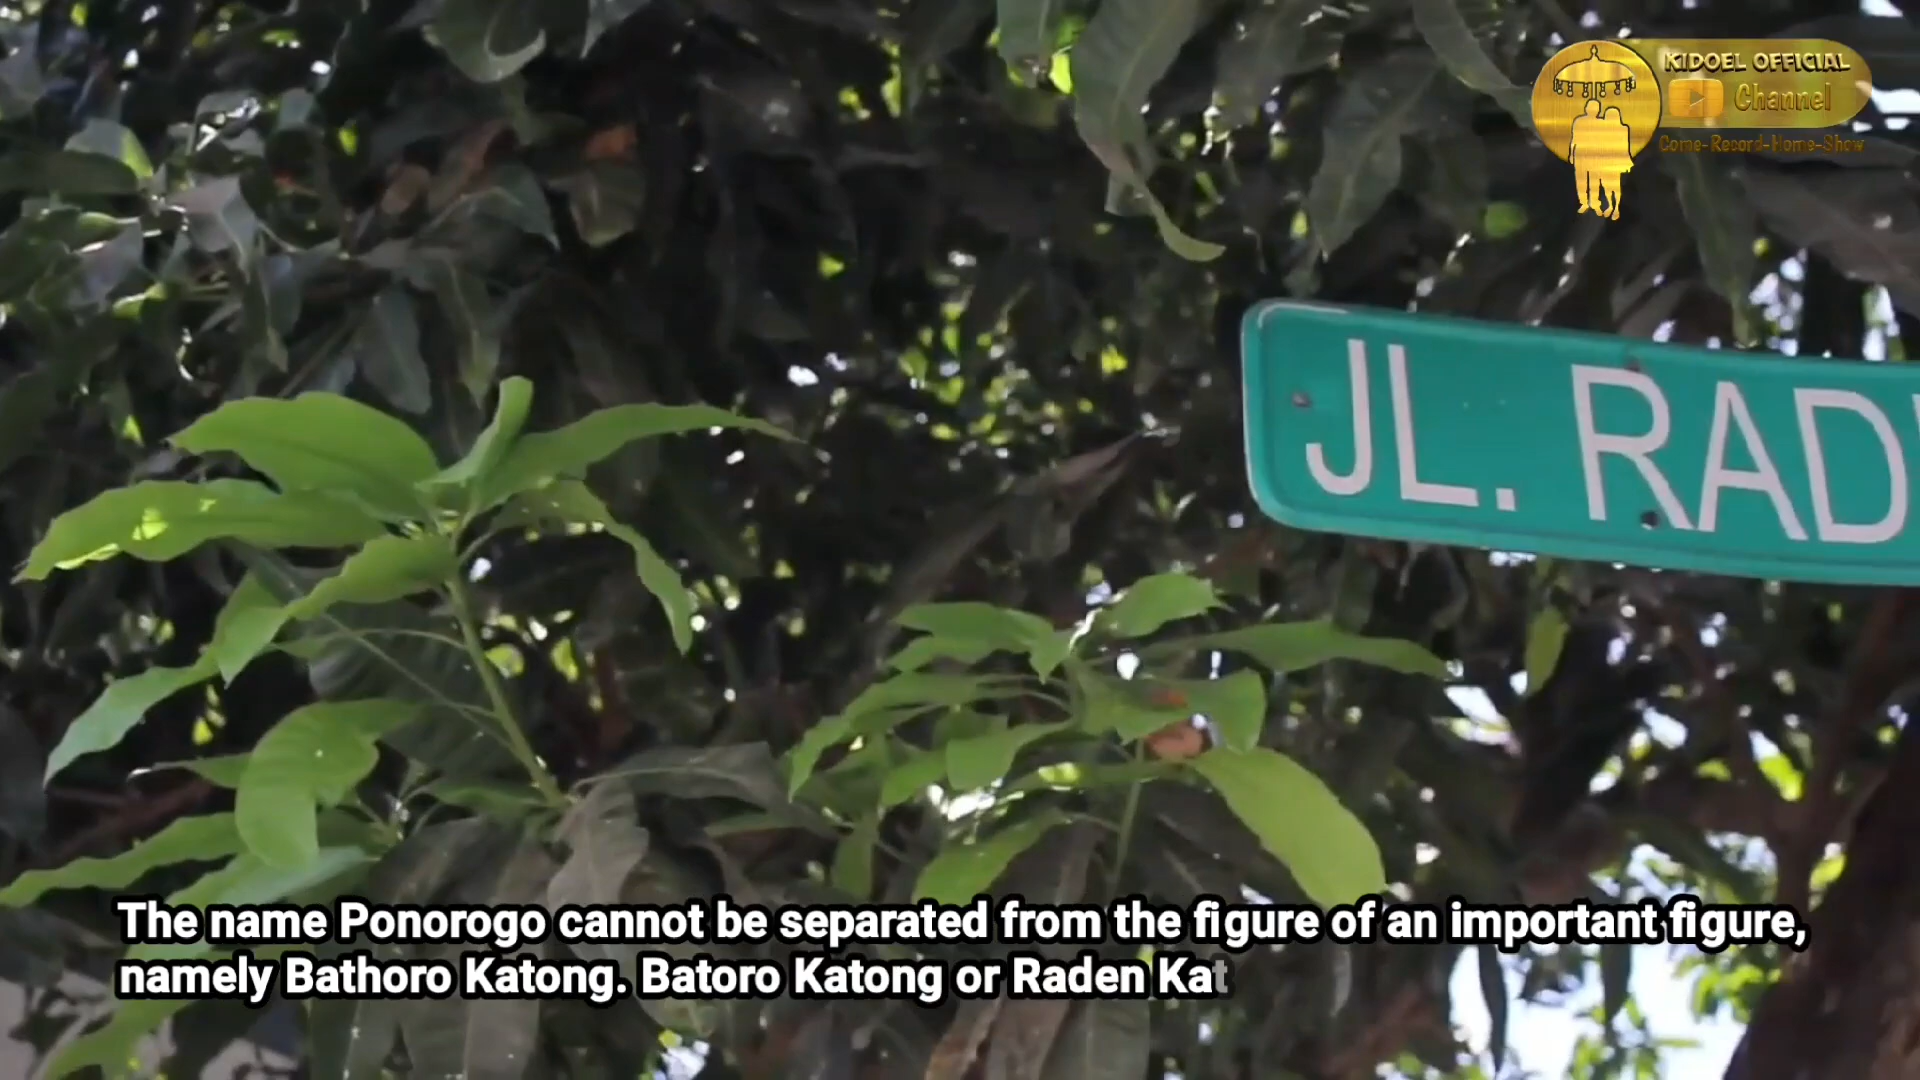 KIDOEL OFFICIAL
Channel
Come-Record-Home-Show
JL. RAD
The name Ponorogo cannot be separated from the figure of an important figure,
namely Bathoro Katong. Batoro Katong or Raden Kat